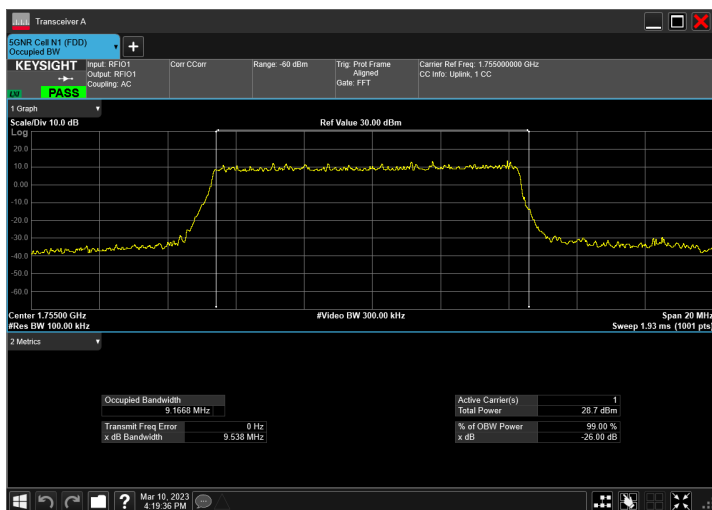 Transceiver A
5GNR Cell N1 (FDD)
Occupied BW
KEYSIGHT
LXI PASS
Input: RFIO1
Output: RFIO1
Coupling: AC
Corr CCorr
Range: -60 dBm
Trig: Prot Frame
Aligned
Gate: FFT
Carrier Ref Freq: 1.755000000 GHz
CC Info: Uplink, 1 CC
1 Graph
Scale/Div 10.0 dB
Ref Value 30.00 dBm
Log
20.0
10.0
0.00
-10.0
-20.0
-30.0
-40.0
-50.0
-60.0
Center 1.75500 GHz
#Video BW 300.00 kHz
Span 20 MHz
#Res BW 100.00 kHz
Sweep 1.93 ms (1001 pts)
2 Metrics
Occupied Bandwidth
9.1668 MHz
Active Carrier(s) 1
Total Power 28.7 dBm
Transmit Freq Error 0 Hz
x dB Bandwidth 9.538 MHz
% of OBW Power 99.00 %
x dB -26.00 dB
Mar 10, 2023
4:19:36 PM